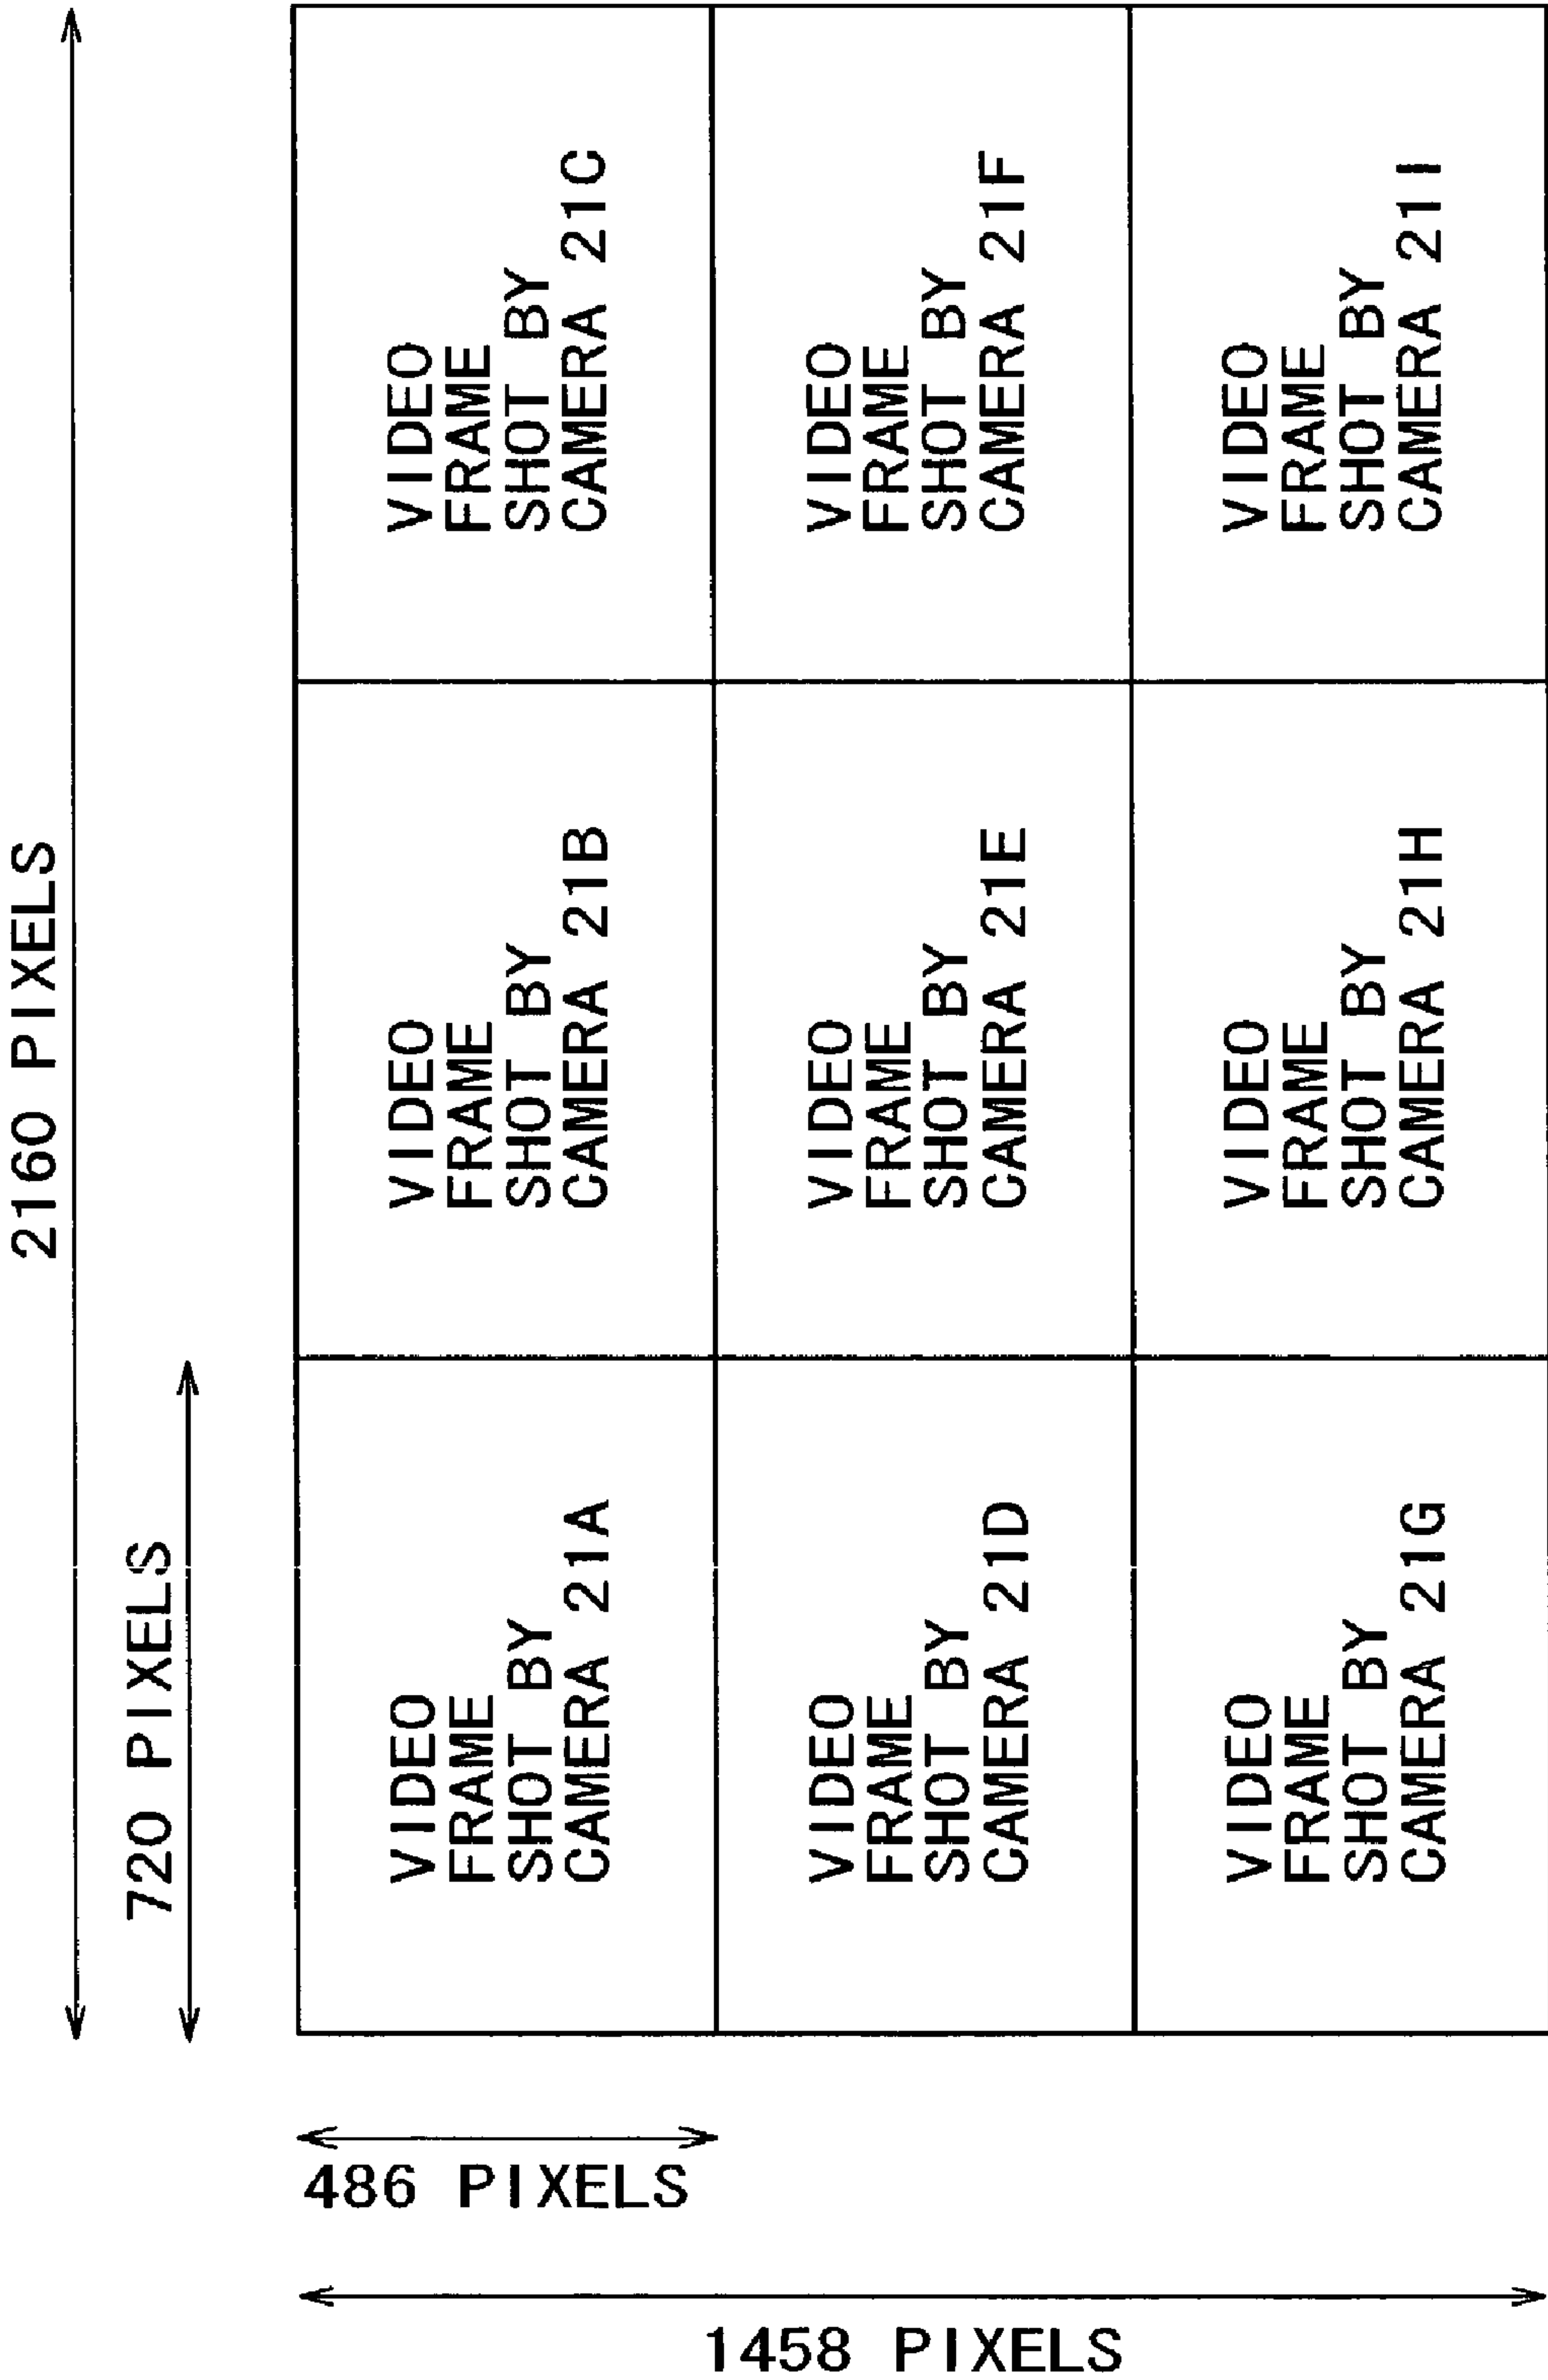 2160 PIXELS
720 PIXELS
486 PIXELS
1458 PIXELS
VIDEO
FRAME
SHOT BY
CAMERA 21A
VIDEO
FRAME
SHOT BY
CAMERA 21B
VIDEO
FRAME
SHOT BY
CAMERA 21C
VIDEO
FRAME
SHOT BY
CAMERA 21D
VIDEO
FRAME
SHOT BY
CAMERA 21E
VIDEO
FRAME
SHOT BY
CAMERA 21F
VIDEO
FRAME
SHOT BY
CAMERA 21G
VIDEO
FRAME
SHOT BY
CAMERA 21H
VIDEO
FRAME
SHOT BY
CAMERA 21I